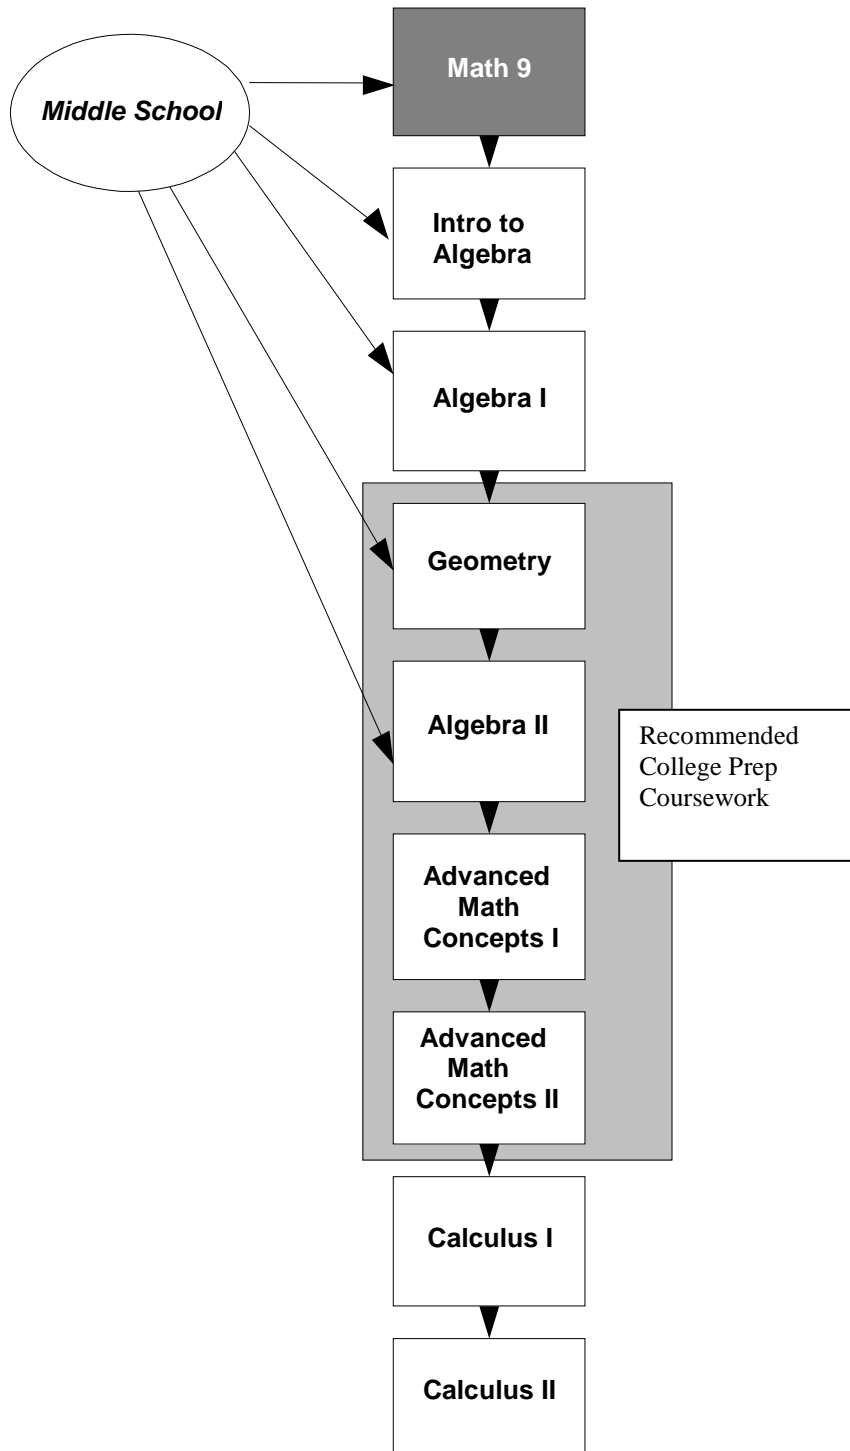 Math 9
Middle School
Intro to
Algebra
Algebra I
Geometry
Algebra II
Recommended
College Prep
Coursework
Advanced
Math
Concepts I
Advanced
Math
Concepts II
Calculus I
Calculus II